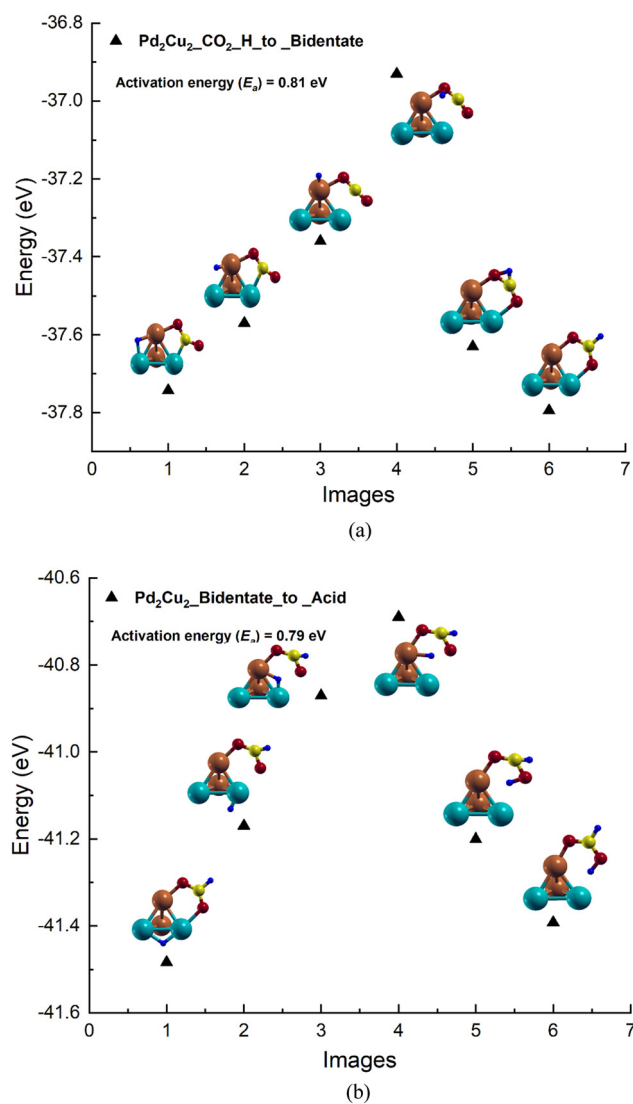 -36.8
▲ Pd₂Cu₂_CO₂_H_to _Bidentate
Activation energy (Eₐ) = 0.81 eV
-37.0
-37.2
-37.4
-37.6
-37.8
Energy (eV)
0 1 2 3 4 5 6 7
Images
(a)
-40.6
▲ Pd₂Cu₂_Bidentate_to _Acid
Activation energy (Eₐ) = 0.79 eV
-40.8
-41.0
-41.2
-41.4
-41.6
Energy (eV)
0 1 2 3 4 5 6 7
Images
(b)